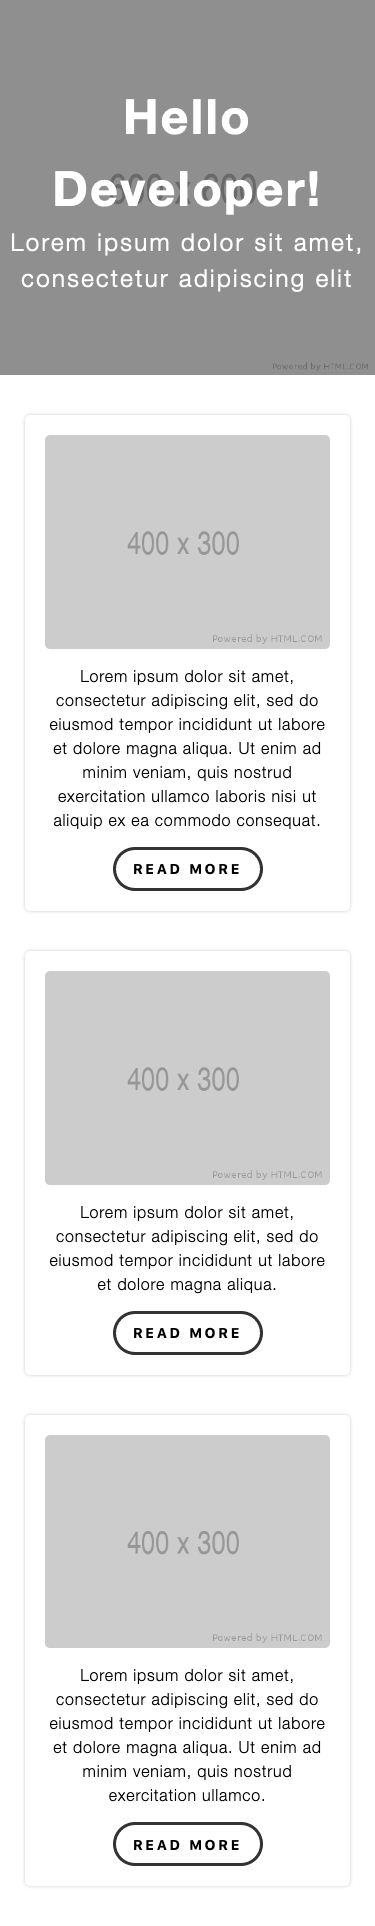 Hello
Developer!
600 x 600
Lorem ipsum dolor sit amet,
consectetur adipiscing elit
Powered by HTML.COM
400 x 300
Powered by HTML.COM
Lorem ipsum dolor sit amet,
consectetur adipiscing elit, sed do
eiusmod tempor incididunt ut labore
et dolore magna aliqua. Ut enim ad
minim veniam, quis nostrud
exercitation ullamco laboris nisi ut
aliquip ex ea commodo consequat.
READ MORE
400 x 300
Powered by HTML.COM
Lorem ipsum dolor sit amet,
consectetur adipiscing elit, sed do
eiusmod tempor incididunt ut labore
et dolore magna aliqua.
READ MORE
400 x 300
Powered by HTML.COM
Lorem ipsum dolor sit amet,
consectetur adipiscing elit, sed do
eiusmod tempor incididunt ut labore
et dolore magna aliqua. Ut enim ad
minim veniam, quis nostrud
exercitation ullamco.
READ MORE